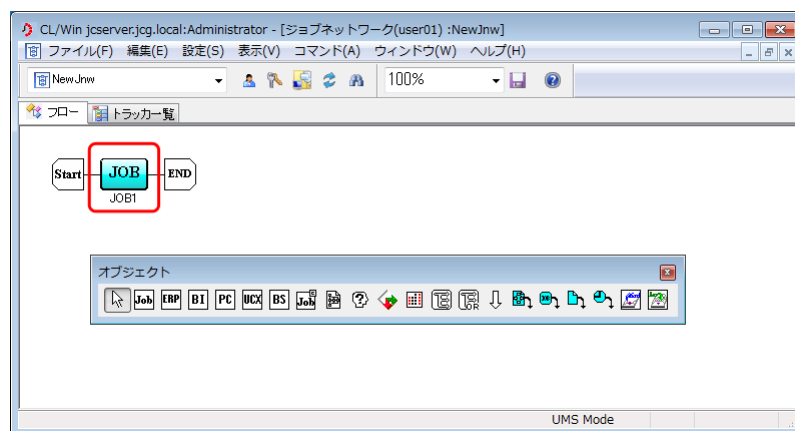 CL/Win jcserver.jcg.local:Administrator - [ジョブネットワーク(user01) :NewJnw]
ファイル(F) 編集(E) 設定(S) 表示(V) コマンド(A) ウィンドウ(W) ヘルプ(H)
NewJnw 100%
フロー トラッカ一覧
Start JOB END
JOB1
オブジェクト
Job ERP BI PC UCX BS Job OR
UMS Mode